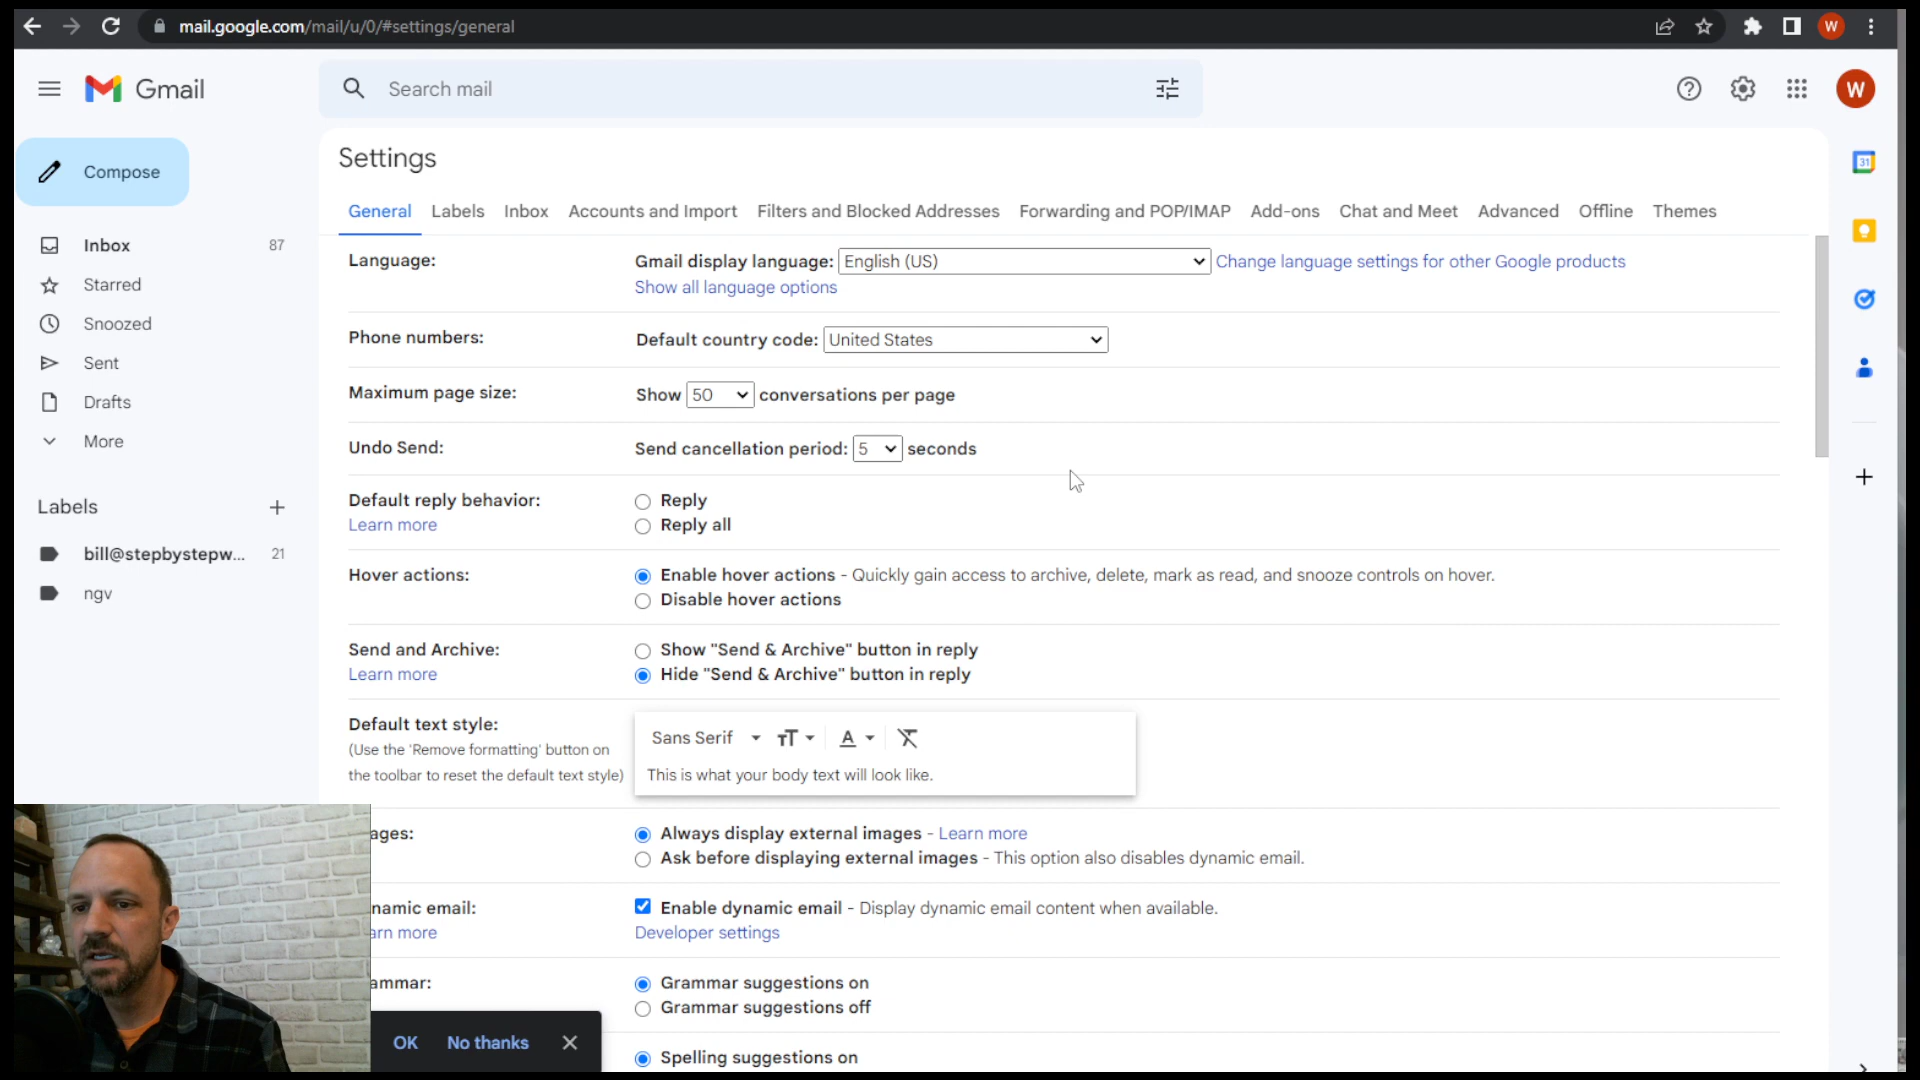 mail.google.com/mail/u/0/#settings/general
W
Gmail
Search mail
W
Compose
Inbox 87
Starred
Snoozed
Sent
Drafts
More
Labels
bill@stepbystepw... 21
ngv
Settings
General Labels Inbox Accounts and Import Filters and Blocked Addresses Forwarding and POP/IMAP Add-ons Chat and Meet Advanced Offline Themes
31
Language: Gmail display language: English (US) Change language settings for other Google products
Show all language options
Phone numbers: Default country code: United States
Maximum page size: Show 50 conversations per page
Undo Send: Send cancellation period: 5 seconds
Default reply behavior: Reply
Learn more Reply all
Hover actions: Enable hover actions - Quickly gain access to archive, delete, mark as read, and snooze controls on hover.
Disable hover actions
Send and Archive: Show "Send & Archive" button in reply
Learn more Hide "Send & Archive" button in reply
Default text style: Sans Serif
(Use the 'Remove formatting' button on
the toolbar to reset the default text style) This is what your body text will look like.
ages: Always display external images - Learn more
Ask before displaying external images - This option also disables dynamic email.
namic email: Enable dynamic email - Display dynamic email content when available.
arn more Developer settings
ammar: Grammar suggestions on
Grammar suggestions off
OK No thanks
Spelling suggestions on